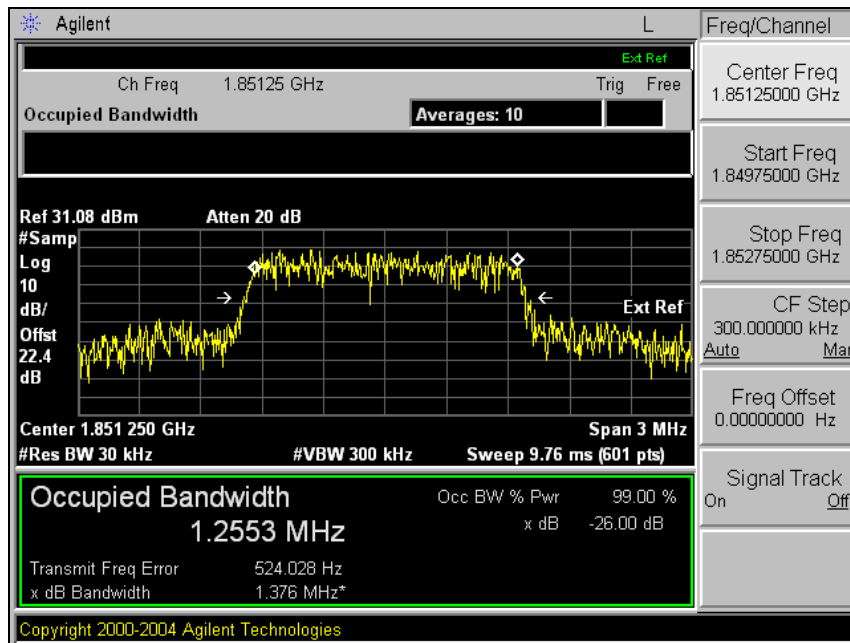 Agilent L Freq/Channel
Ext Ref
Ch Freq 1.85125 GHz Trig Free
Occupied Bandwidth Averages: 10
Center Freq
1.85125000 GHz
Start Freq
1.84975000 GHz
Stop Freq
1.85275000 GHz
CF Step
300.000000 kHz
Auto Man
Freq Offset
0.00000000 Hz
Signal Track
On Off
Ref 31.08 dBm Atten 20 dB
#Samp
Log
10
dB/
Offst
22.4
dB
Ext Ref
Center 1.851 250 GHz Span 3 MHz
#Res BW 30 kHz #VBW 300 kHz Sweep 9.76 ms (601 pts)
Occupied Bandwidth
1.2553 MHz
Occ BW % Pwr 99.00 %
x dB -26.00 dB
Transmit Freq Error 524.028 Hz
x dB Bandwidth 1.376 MHz*
Copyright 2000-2004 Agilent Technologies